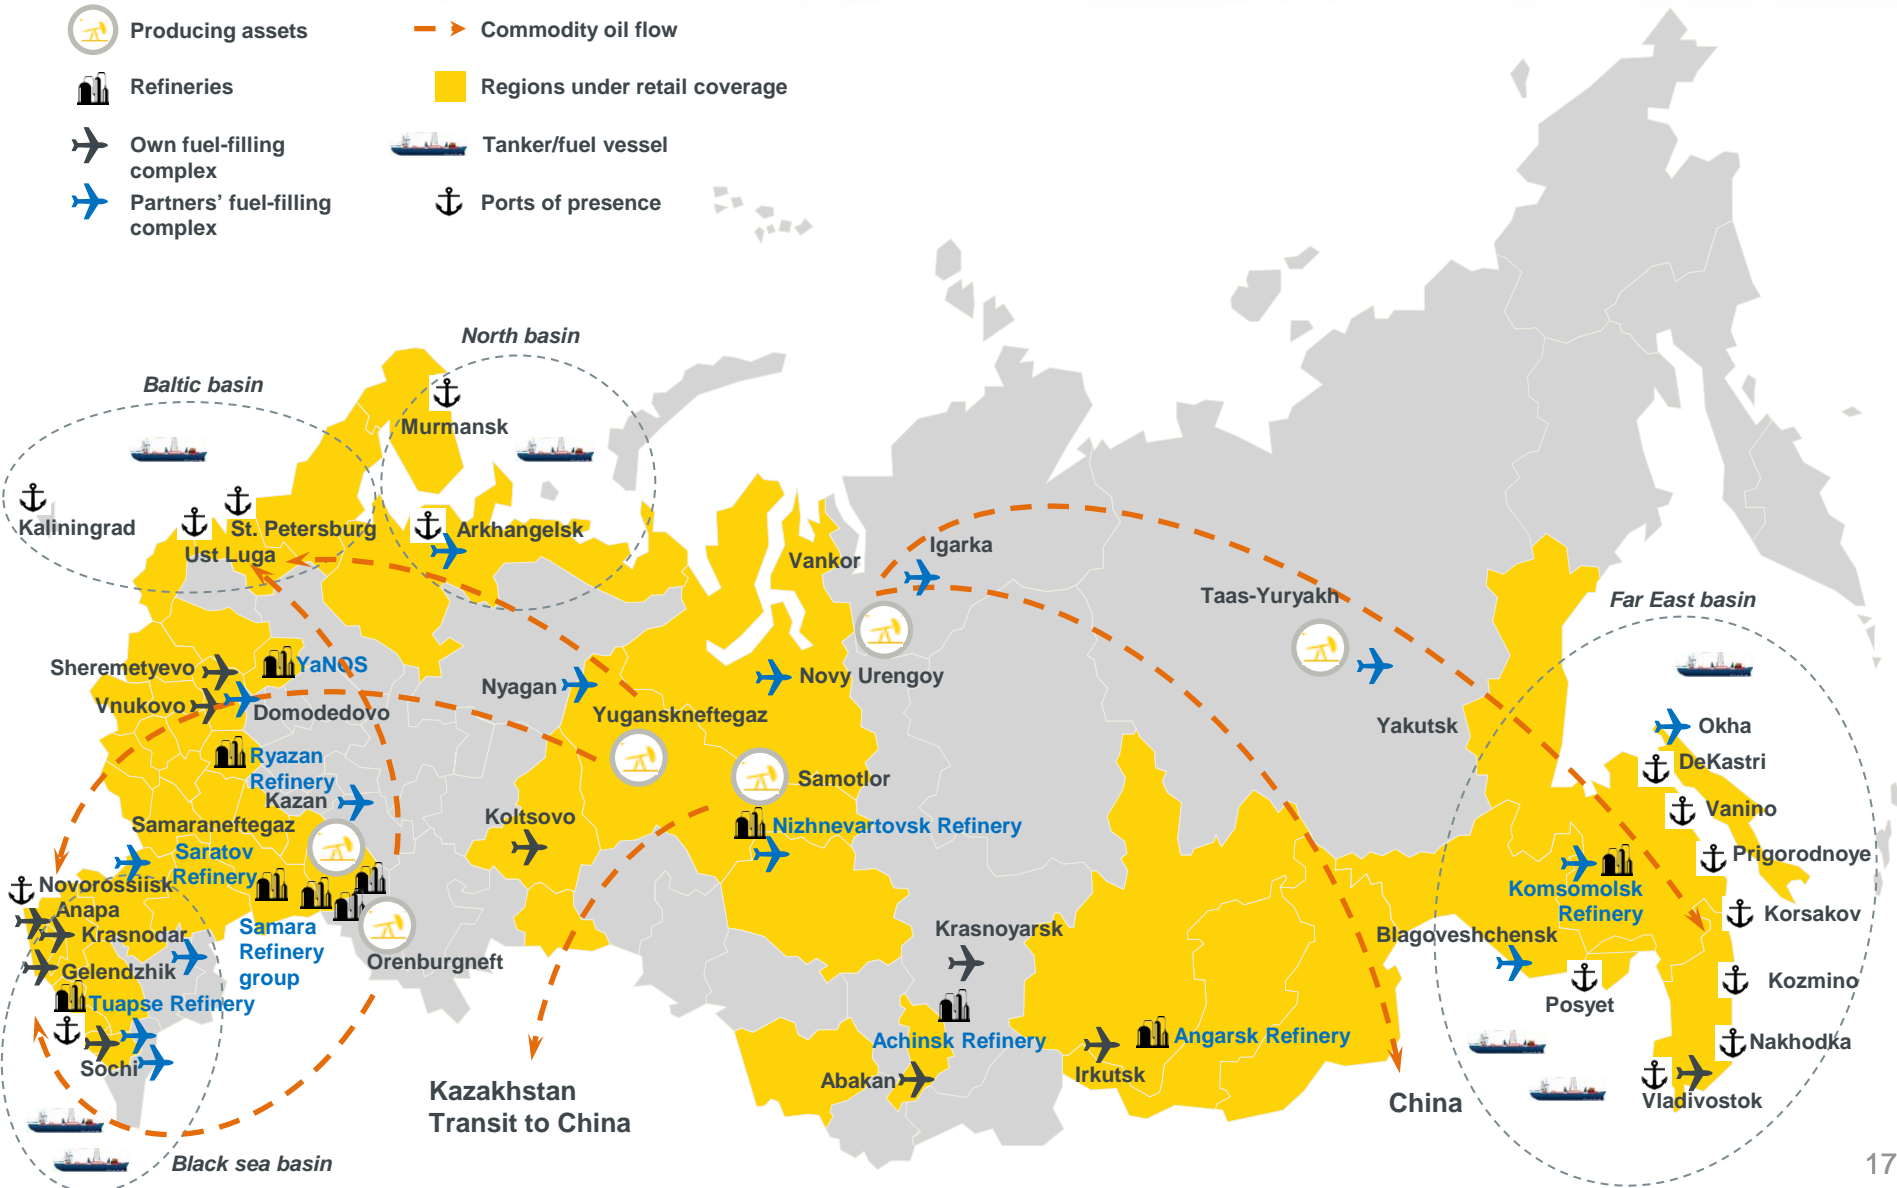 Producing assets
Commodity oil flow
Refineries
Regions under retail coverage
Own fuel-filling
complex
Tanker/fuel vessel
Partners’ fuel-filling
complex
Ports of presence
North basin
Baltic basin
Murmansk
Kaliningrad
St. Petersburg
Arkhangelsk
Ust Luga
Vankor
Igarka
Taas-Yuryakh
Far East basin
Sheremetyevo
YaNOS
Nyagan
Novy Urengoy
Vnukovo
Domodedovo
Yuganskneftegaz
Yakutsk
Okha
Ryazan
Refinery
DeKastri
Samotlor
Kazan
Koltsovo
Vanino
Samaraneftegaz
Nizhnevartovsk Refinery
Saratov
Refinery
Prigorodnoye
Novorossiisk
Komsomolsk
Refinery
Anapa
Korsakov
Krasnodar
Samara
Refinery
group
Krasnoyarsk
Blagoveshchensk
Orenburgneft
Gelendzhik
Kozmino
Tuapse Refinery
Posyet
Achinsk Refinery
Angarsk Refinery
Nakhodka
Sochi
Abakan
Irkutsk
Kazakhstan
Transit to China
China
Vladivostok
Black sea basin
17